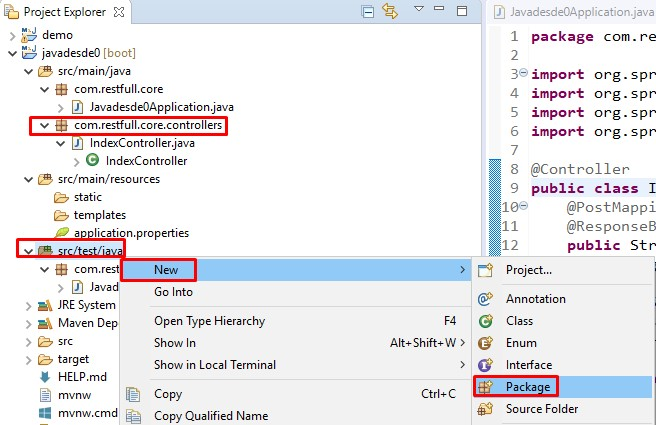 Project Explorer
demo
javadesde0 [boot]
src/main/java
com.restfull.core
Javadesde0Application.java
com.restfull.core.controllers
IndexController.java
IndexController
src/main/resources
static
templates
application.properties
src/test/java
com.rest
Javad
JRE System
Maven Dep
src
target
HELP.md
mvnw
mvnw.cmd
New
Go Into
Open Type Hierarchy F4
Show In Alt+Shift+W
Show in Local Terminal
Copy Ctrl+C
Copy Qualified Name
Project...
Annotation
Class
Enum
Interface
Package
Source Folder
Javadesde0Application.java
1 package com.re
2
3 import org.spr
4 import org.spr
5 import org.spr
6 import org.spr
7
8 @Controller
9 public class I
10 @PostMappi
11 @ResponseB
12 public Str